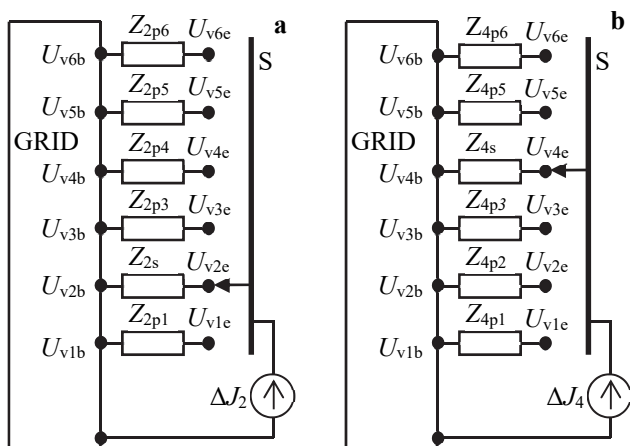 Z2p6 Uv6e a
Uv6b S
Z2p5 Uv5e
Uv5b
GRID Z2p4 Uv4e
Uv4b
Z2p3 Uv3e
Uv3b
Z2s Uv2e
Uv2b
Z2p1 Uv1e
Uv1b
ΔJ2
Z4p6 Uv6e b
Uv6b S
Z4p5 Uv5e
Uv5b
GRID Z4s Uv4e
Uv4b
Z4p3 Uv3e
Uv3b
Z4p2 Uv2e
Uv2b
Z4p1 Uv1e
Uv1b
ΔJ4